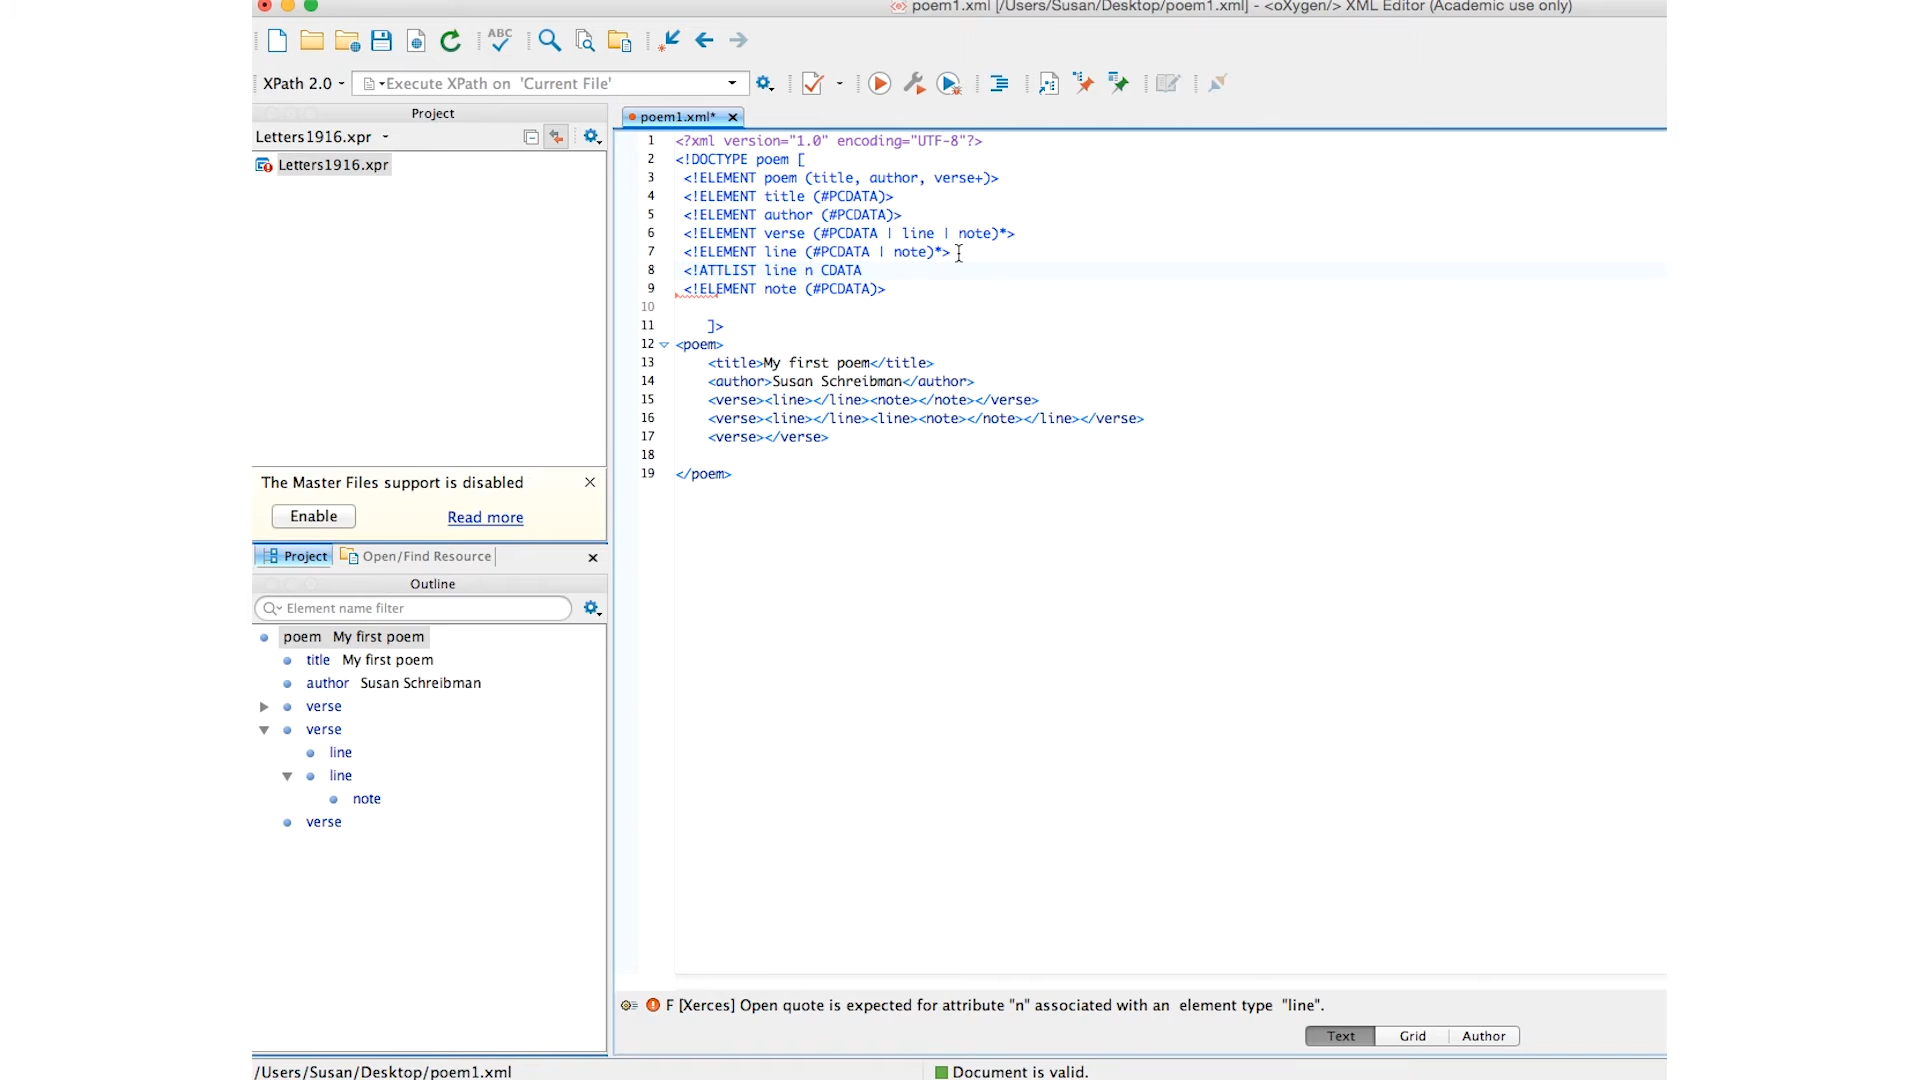 poem1.xml [/Users/Susan/Desktop/poem1.xml] - <oXygen/> XML Editor (Academic use only)
ABC
XPath 2.0 Execute XPath on 'Current File'
Project
Letters1916.xpr
Letters1916.xpr
The Master Files support is disabled
Enable Read more
Project Open/Find Resource
Outline
Element name filter
poem My first poem
title My first poem
author Susan Schreibman
verse
verse
line
line
note
verse
poem1.xml*
1 <?xml version="1.0" encoding="UTF-8"?>
2 <!DOCTYPE poem [
3 <!ELEMENT poem (title, author, verse+)>
4 <!ELEMENT title (#PCDATA)>
5 <!ELEMENT author (#PCDATA)>
6 <!ELEMENT verse (#PCDATA | line | note)*>
7 <!ELEMENT line (#PCDATA | note)*>
8 <!ATTLIST line n CDATA
9 <!ELEMENT note (#PCDATA)>
10
11 ]>
12 <poem>
13 <title>My first poem</title>
14 <author>Susan Schreibman</author>
15 <verse><line></line><note></note></verse>
16 <verse><line></line><line><note></note></line></verse>
17 <verse></verse>
18
19 </poem>
F [Xerces] Open quote is expected for attribute "n" associated with an element type "line".
Text Grid Author
/Users/Susan/Desktop/poem1.xml
Document is valid.